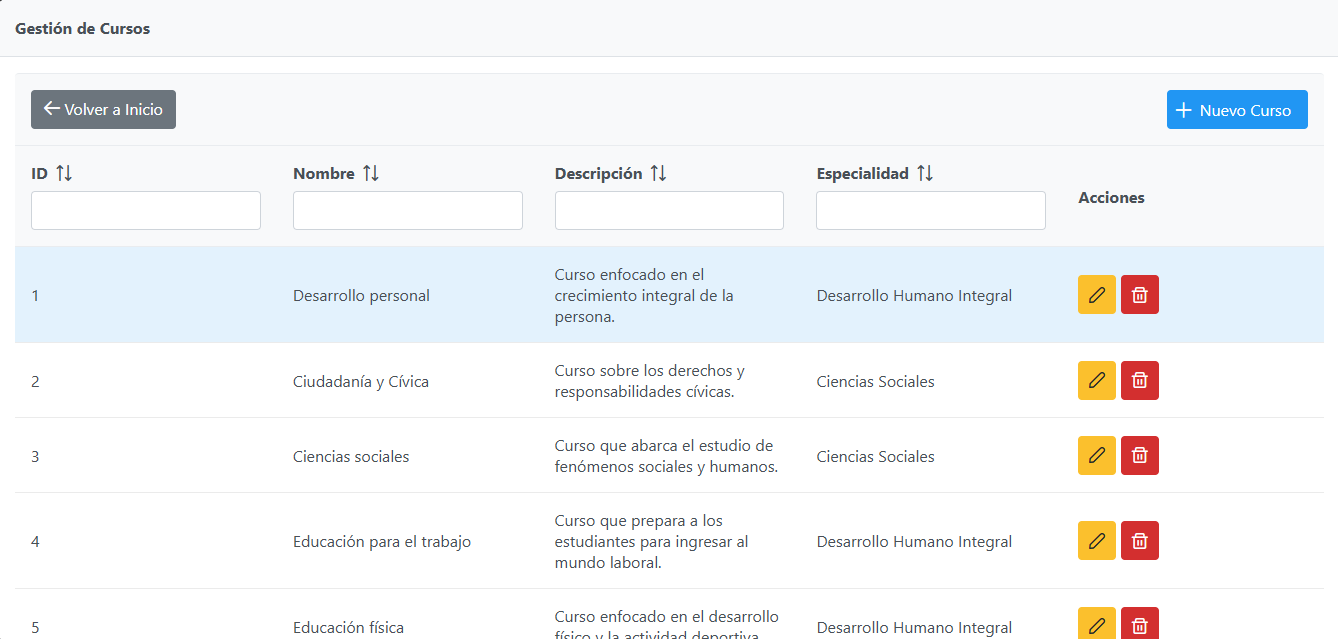 Gestión de Cursos
Volver a Inicio
Nuevo Curso
ID
Nombre
Descripción
Especialidad
Acciones
1
Desarrollo personal
Curso enfocado en el
crecimiento integral de la
persona.
Desarrollo Humano Integral
2
Ciudadanía y Cívica
Curso sobre los derechos y
responsabilidades cívicas.
Ciencias Sociales
3
Ciencias sociales
Curso que abarca el estudio de
fenómenos sociales y humanos.
Ciencias Sociales
4
Educación para el trabajo
Curso que prepara a los
estudiantes para ingresar al
mundo laboral.
Desarrollo Humano Integral
5
Educación física
Curso enfocado en el desarrollo
físico y la actividad deportiva
Desarrollo Humano Integral